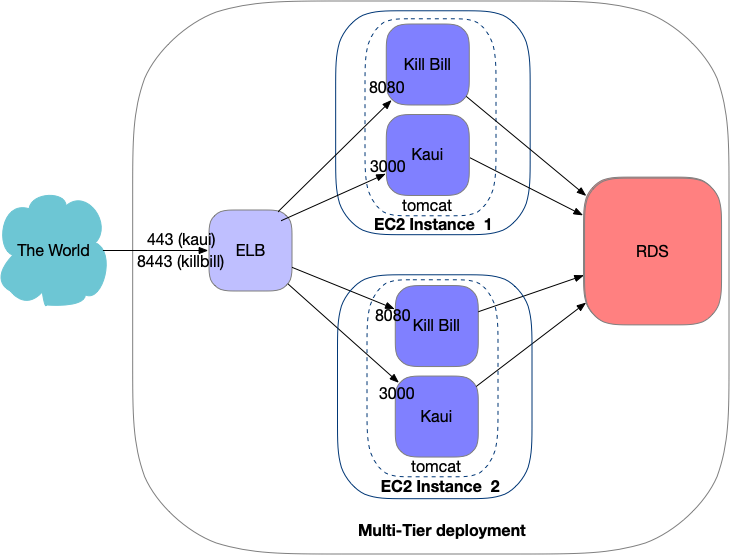 Kill Bill
8080
Kaui
3000
tomcat
EC2 Instance 1
The World
443 (kaui)
8443 (killbill)
ELB
RDS
8080
Kill Bill
3000
Kaui
tomcat
EC2 Instance 2
Multi-Tier deployment